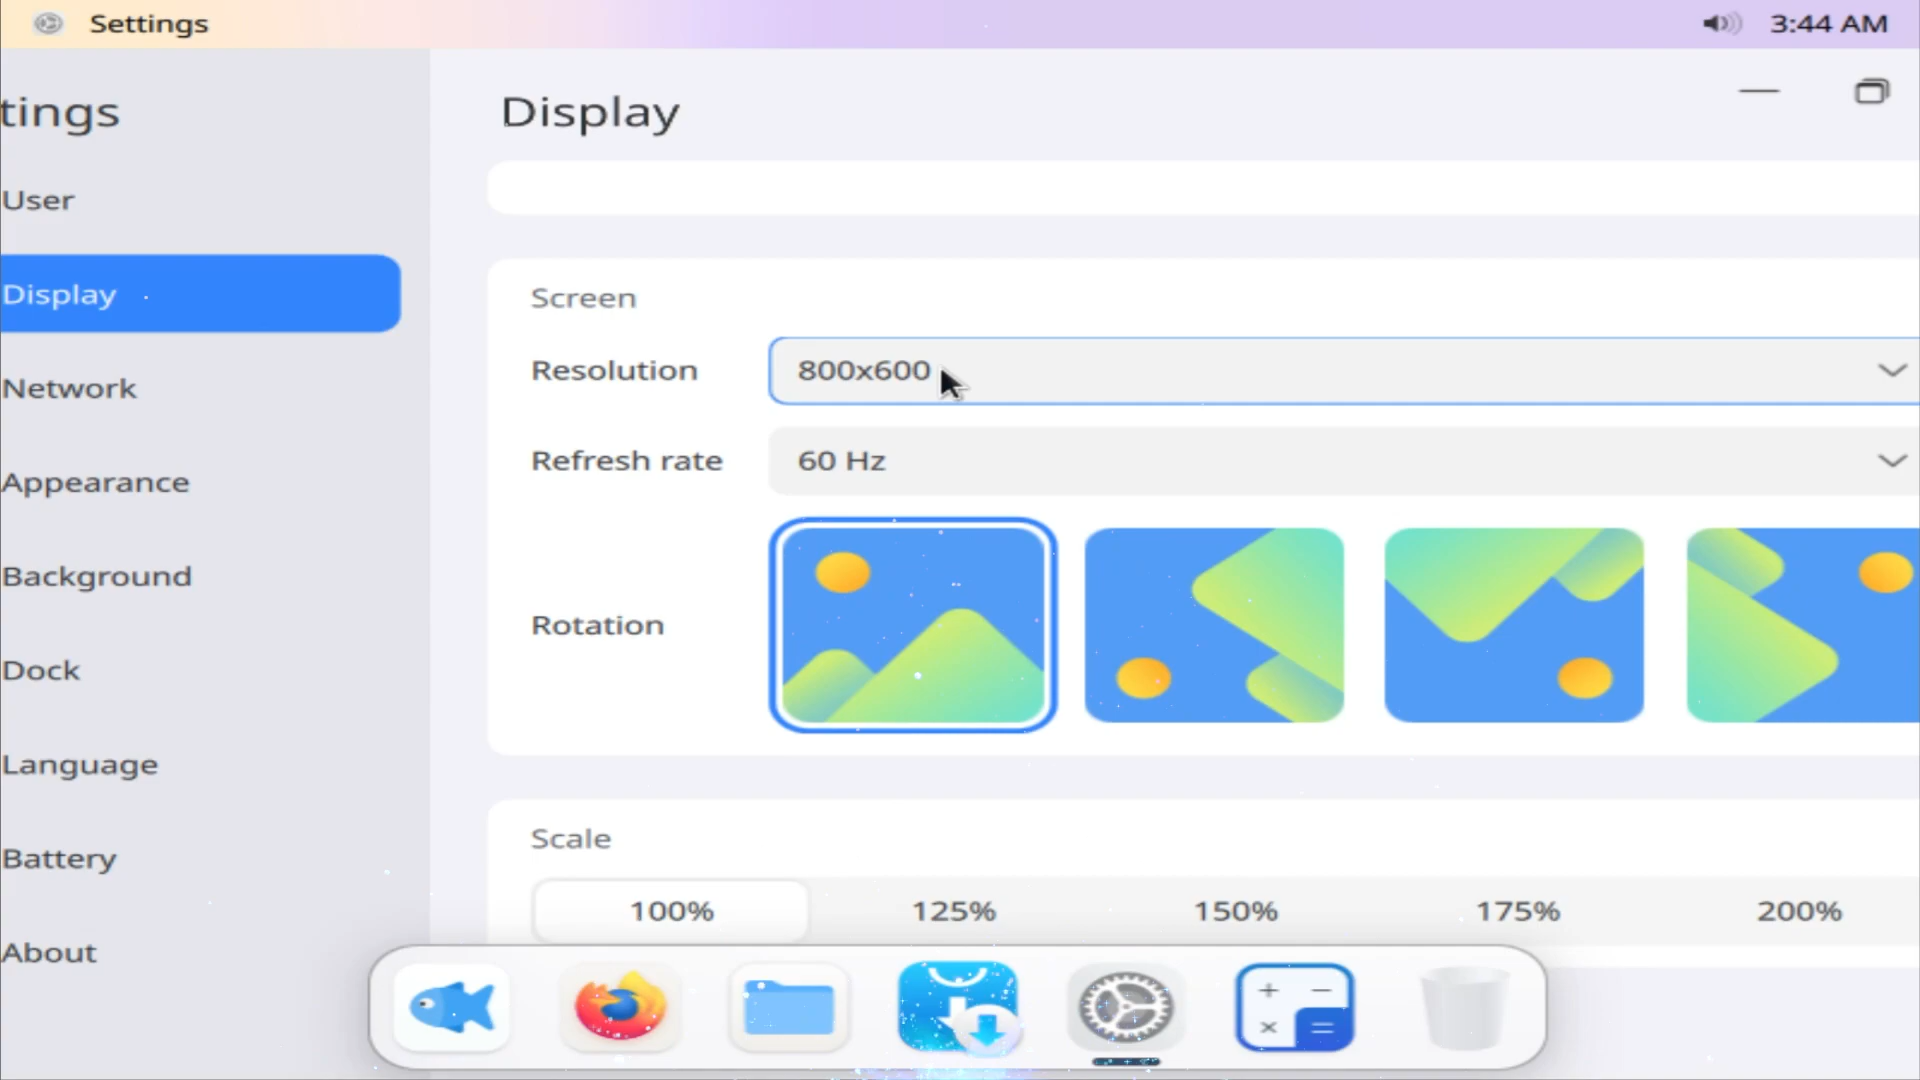 Settings
3:44 AM
tings
Display
User
Display
Network
Appearance
Background
Dock
Language
Battery
About
Screen
Resolution
800x600
Refresh rate
60 Hz
Rotation
Scale
100%
125%
150%
175%
200%